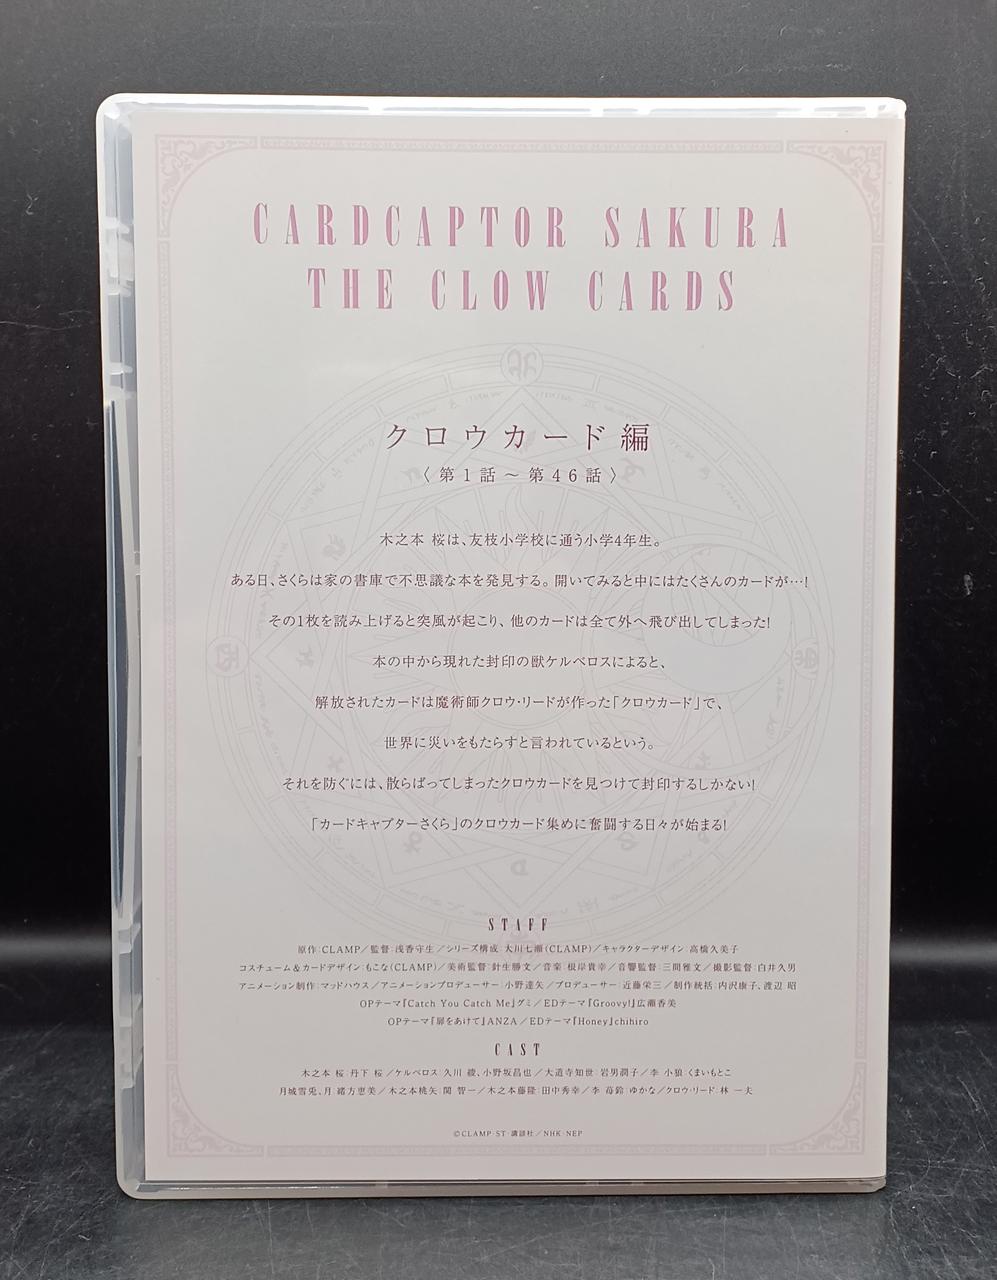 CARDCAPTOR SAKURA
THE CLOW CARDS
クロウカード編
〈第1話～第46話〉
木之本 桜は、友枝小学校に通う小学4年生。
ある日、さくらは家の書庫で不思議な本を発見する。開いてみると中にはたくさんのカードが…!
その1枚を読み上げると突風が起こり、他のカードは全て外へ飛び出してしまった!
本の中から現れた封印の獣ケルベロスによると、
解放されたカードは魔術師クロウ・リードが作った「クロウカード」で、
世界に災いをもたらすと言われているという。
それを防ぐには、散らばってしまったクロウカードを見つけて封印するしかない!
「カードキャプターさくら」のクロウカード集めに奮闘する日々が始まる!
STAFF
原作:CLAMP／監督:浅香守生／シリーズ構成:大川七瀬(CLAMP)／キャラクターデザイン:高橋久美子
コスチューム&カードデザイン:もこな(CLAMP)／美術監督:針生勝文／音楽:根岸貴幸／音響監督:三間雅文／撮影監督:白井久男
アニメーション制作:マッドハウス／アニメーションプロデューサー:小野達矢／プロデューサー:近藤栄三／制作統括:内沢康子、渡辺 昭
OPテーマ『Catch You Catch Me』グミ／EDテーマ『Groovy!』広瀬香美
OPテーマ『扉をあけて』ANZA／EDテーマ『Honey』chihiro
CAST
木之本 桜:丹下 桜／ケルベロス:久川 綾、小野坂昌也／大道寺知世:岩男潤子／李 小狼:くまいもとこ
月城雪兎、月:緒方恵美／木之本桃矢:関 智一／木之本藤隆:田中秀幸／李 苺鈴:ゆかな／クロウ・リード:林 一夫
©CLAMP・ST・講談社／NHK・NEP